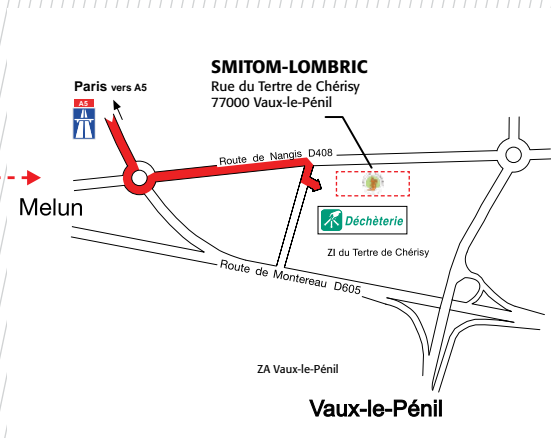 SMITOM-LOMBRIC
Rue du Tertre de Chérisy
77000 Vaux-le-Pénil
Paris vers A5
A5
Route de Nangis D408
Melun
Déchèterie
ZI du Tertre de Chérisy
Route de Montereau D605
ZA Vaux-le-Pénil
Vaux-le-Pénil